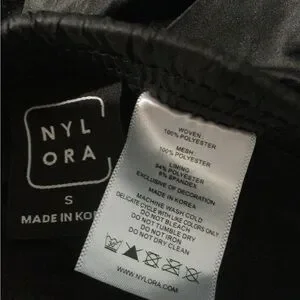 NYL
ORA
S
MADE IN KO
WOVEN
100% POLYESTER
MESH
100% POLYESTER
LINING
94% POLYESTER
6% SPANDEX
EXCLUSIVE OF DECORATION
MADE IN KOREA
MACHINE WASH COLD
DELICATE CYCLE WITH LIKE COLORS ONLY
DO NOT BLEACH
DO NOT TUMBLE DRY
DO NOT IRON
DO NOT DRY CLEAN
WWW.NYLORA.COM